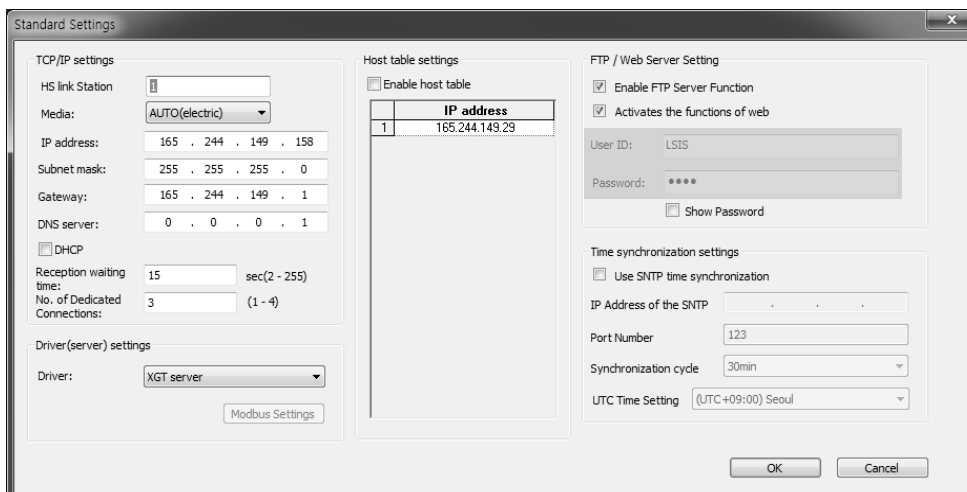 Standard Settings
x
TCP/IP settings
HS link Station 1
Media: AUTO(electric)
IP address: 165 . 244 . 149 . 158
Subnet mask: 255 . 255 . 255 . 0
Gateway: 165 . 244 . 149 . 1
DNS server: 0 . 0 . 0 . 1
DHCP
Reception waiting time: 15 sec(2 - 255)
No. of Dedicated Connections: 3 (1 - 4)
Driver(server) settings
Driver: XGT server
Modbus Settings
Host table settings
Enable host table
IP address
1 165.244.149.29
FTP / Web Server Setting
Enable FTP Server Function
Activates the functions of web
User ID: LSIS
Password: ●●●●
Show Password
Time synchronization settings
Use SNTP time synchronization
IP Address of the SNTP . . .
Port Number 123
Synchronization cycle 30min
UTC Time Setting (UTC+09:00) Seoul
OK
Cancel